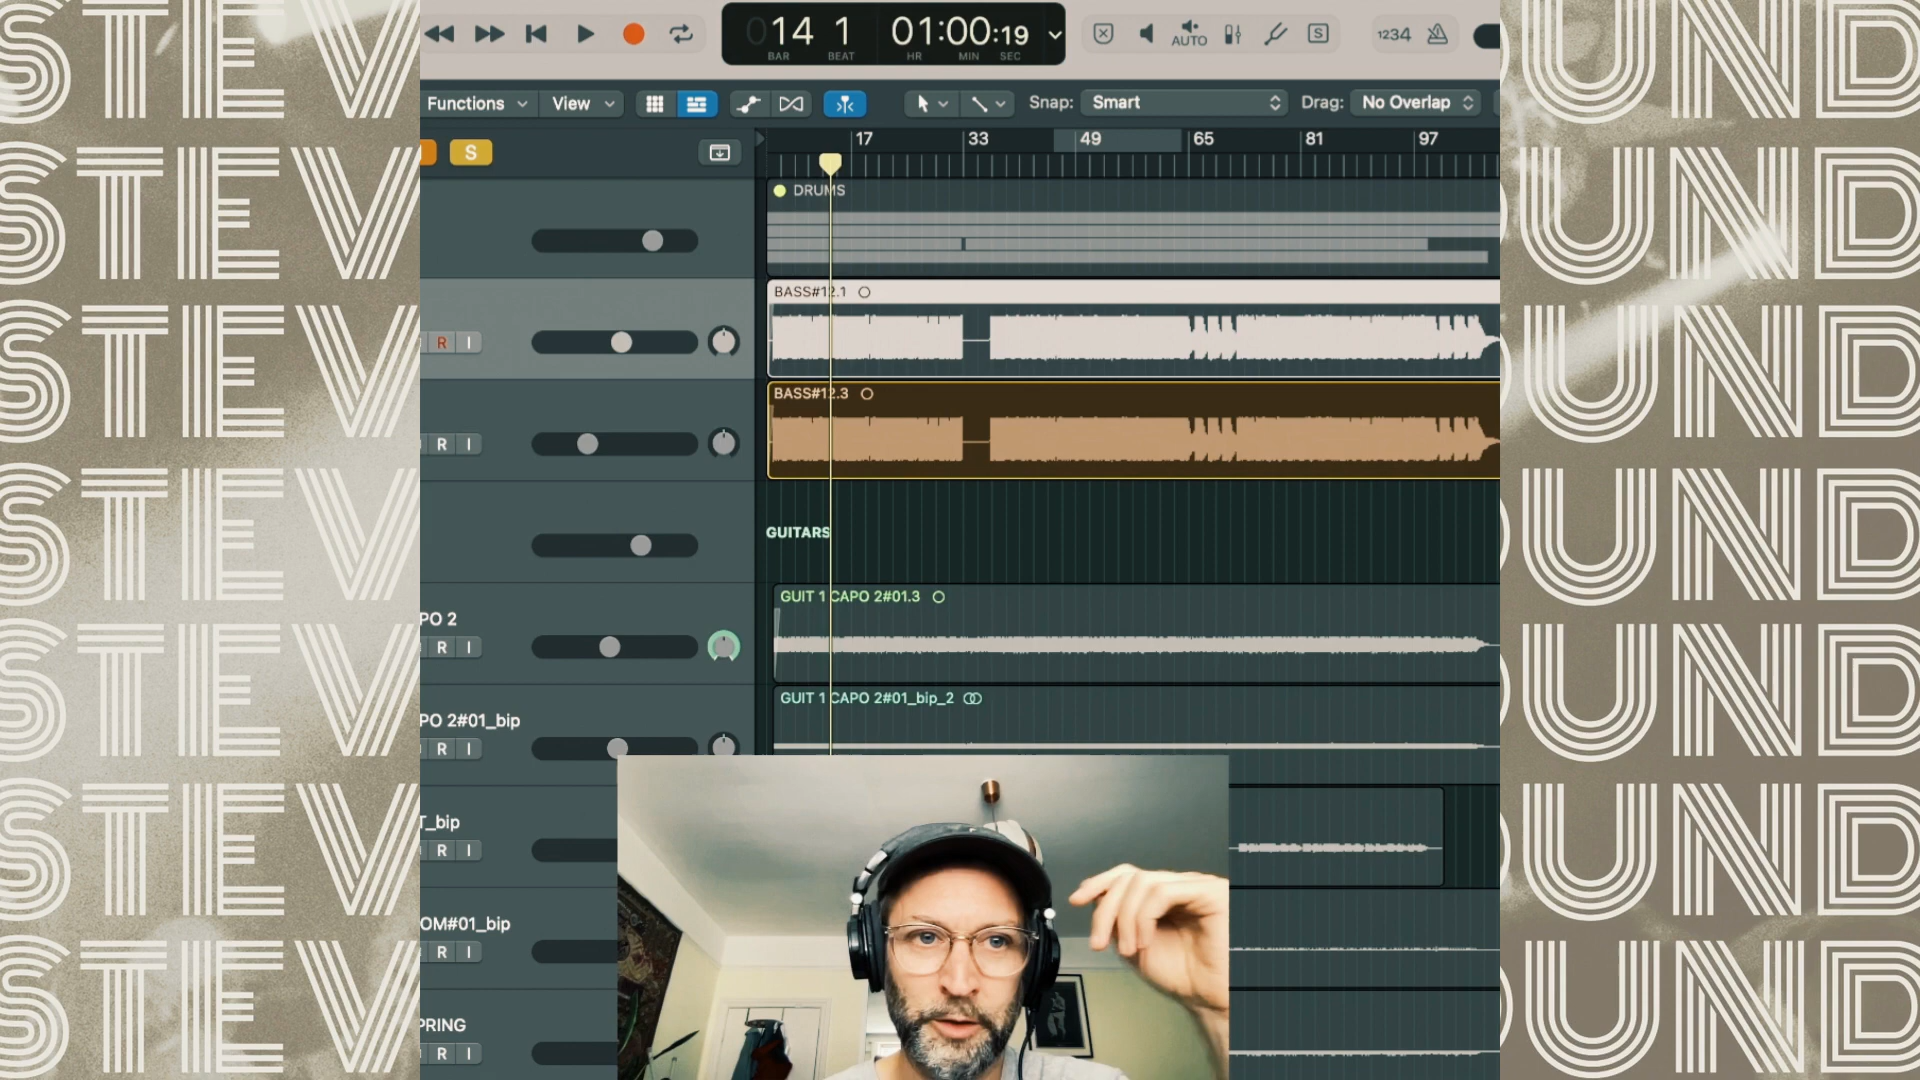 014 1 01:00:19
BAR BEAT HR MIN SEC
AUTO
S
1234
Functions View Snap: Smart Drag: No Overlap
S
17 33 49 65 81 97
DRUMS
BASS#12.1
R I
BASS#12.3
R I
GUITARS
PO 2
R I
GUIT 1 CAPO 2#01.3
PO 2#01_bip
R I
GUIT 1 CAPO 2#01_bip_2
T_bip
R I
OM#01_bip
R I
PRING
R I
STEV
STEV
STEV
STEV
STEV
STEV
STEV
UND
UND
UND
UND
UND
UND
UND